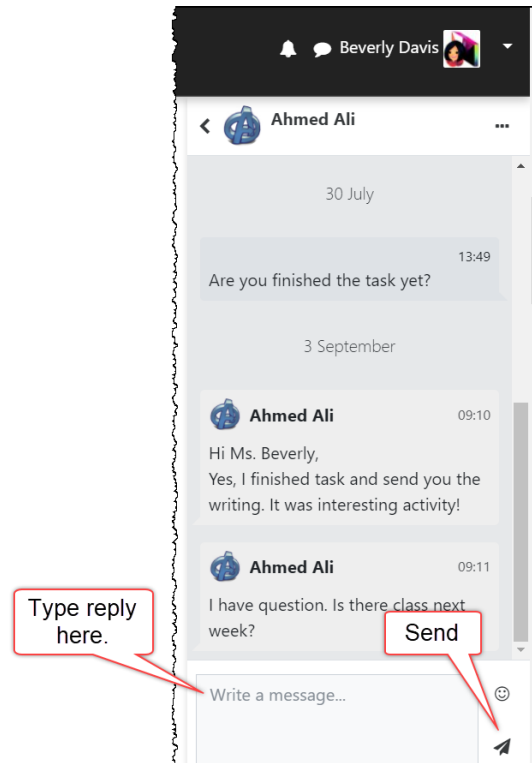 Beverly Davis
Ahmed Ali
30 July
13:49
Are you finished the task yet?
3 September
Ahmed Ali 09:10
Hi Ms. Beverly,
Yes, I finished task and send you the
writing. It was interesting activity!
Ahmed Ali 09:11
I have question. Is there class next
week?
Type reply
here.
Send
Write a message...